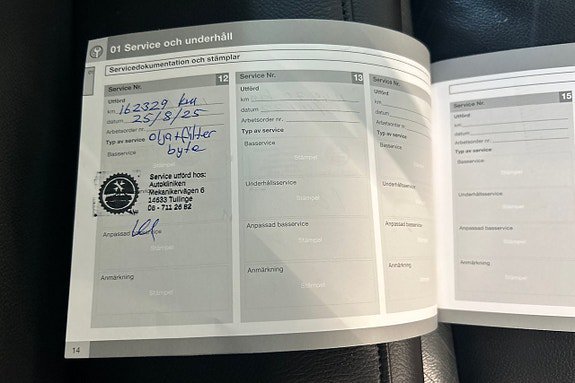 01 Service och underhåll
Servicedokumentation och stämplar
Service Nr. 12
Utförd
km 162329 km
datum 25/8/25
Arbetsorder nr.
Typ av service oljatfilter
Basservice byte
Service utförd hos:
Autokliniken
Mekanikervägen 6
14633 Tullinge
08 - 711 26 82
Anpassad basservice
Stämpel
Anmärkning
Stämpel
14
Service Nr. 13
Utförd
km
datum
Arbetsorder nr.
Typ av service
Basservice
Stämpel
Underhållsservice
Stämpel
Anpassad basservice
Stämpel
Anmärkning
Stämpel
Service Nr.
Utförd
km
datum
Arbetsorder nr.
Typ av service
Basservice
Underhållsservice
Anpassad basservice
Stämpel
Anmärkning
Stämpel
Service Nr. 15
Utförd
km
datum
Arbetsorder nr.
Typ av service
Basservice
Stämpel
Underhållsservice
Stämpel
Anpassad basservice
Stämpel
Anmärkning
Stämpel